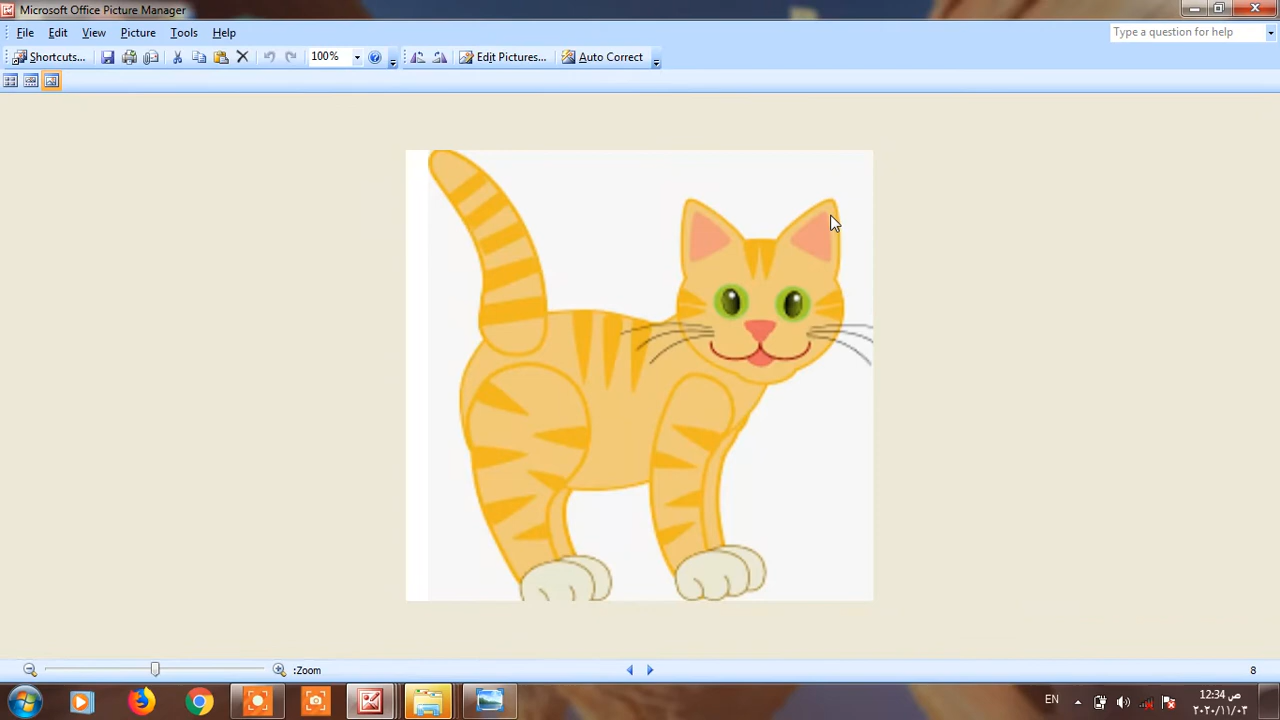 Microsoft Office Picture Manager
File Edit View Picture Tools Help
Type a question for help
Shortcuts... 100% Edit Pictures... Auto Correct
:Zoom 8
EN ص 12:34
٢٠٢٠/١١/٠٣